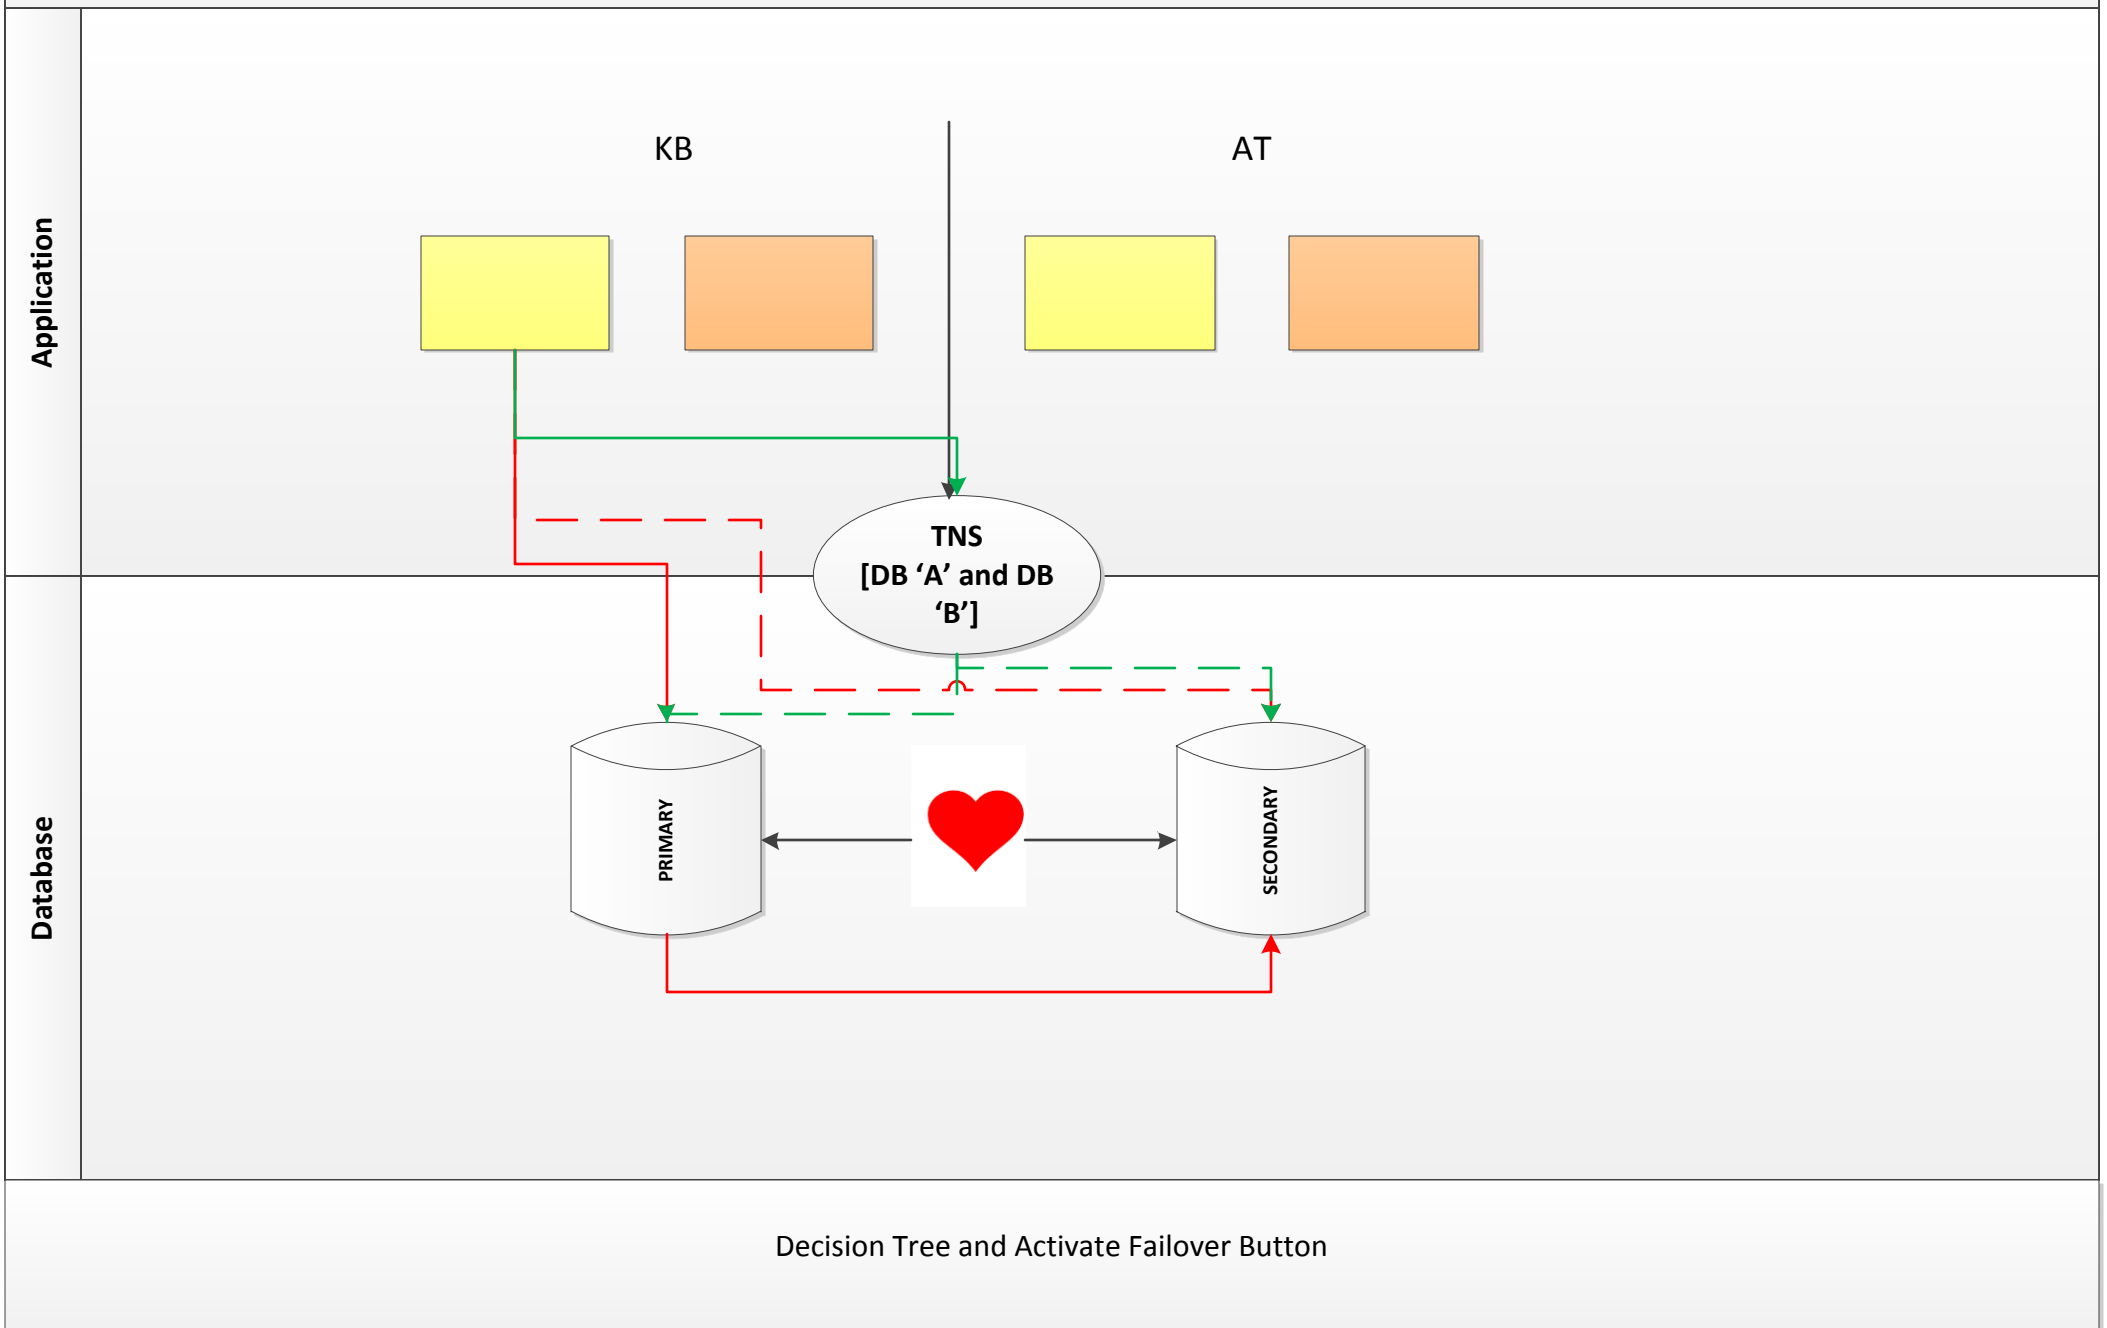 Application
KB
AT
TNS
[DB ‘A’ and DB
‘B’]
Database
PRIMARY
SECONDARY
Decision Tree and Activate Failover Button